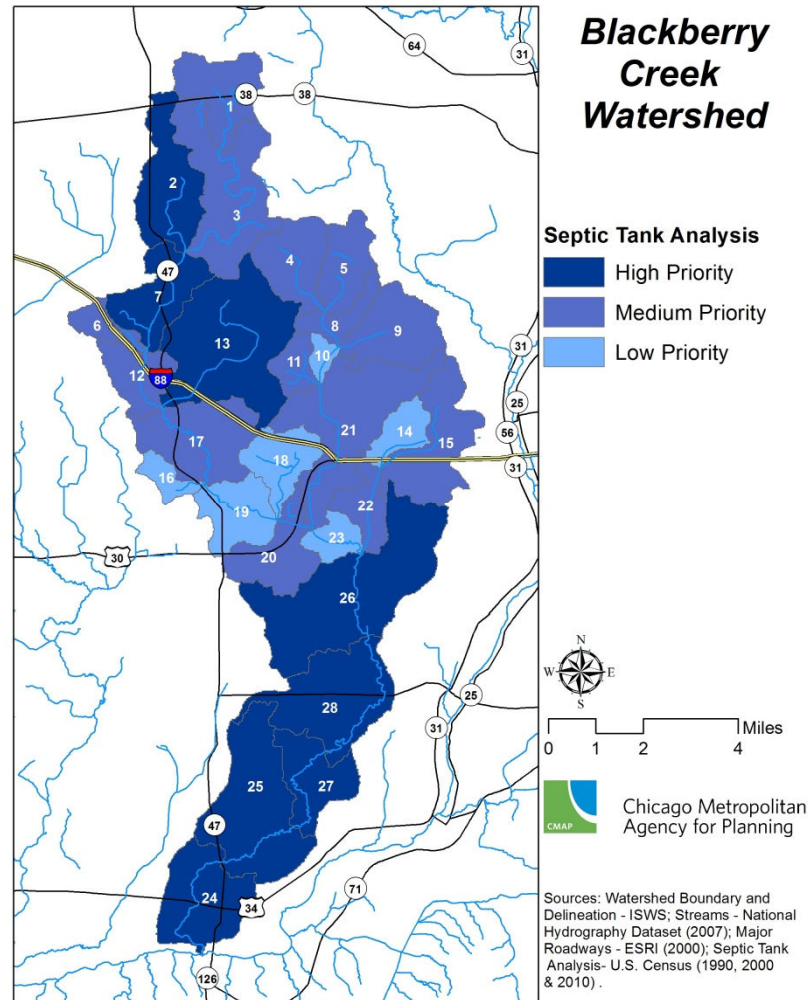 Blackberry
Creek
Watershed
Septic Tank Analysis
High Priority
Medium Priority
Low Priority
64
31
38
38
1
2
3
47
4
5
7
6
8
9
13
10
31
11
12
88
25
21
56
14
15
17
31
18
16
22
19
23
30
20
26
N
W
E
S
25
28
31
Miles
0
1
2
4
25
27
CMAP
Chicago Metropolitan
Agency for Planning
47
71
24
34
126
Sources: Watershed Boundary and
Delineation - ISWS; Streams - National
Hydrography Dataset (2007); Major
Roadways - ESRI (2000); Septic Tank
Analysis- U.S. Census (1990, 2000
& 2010) .